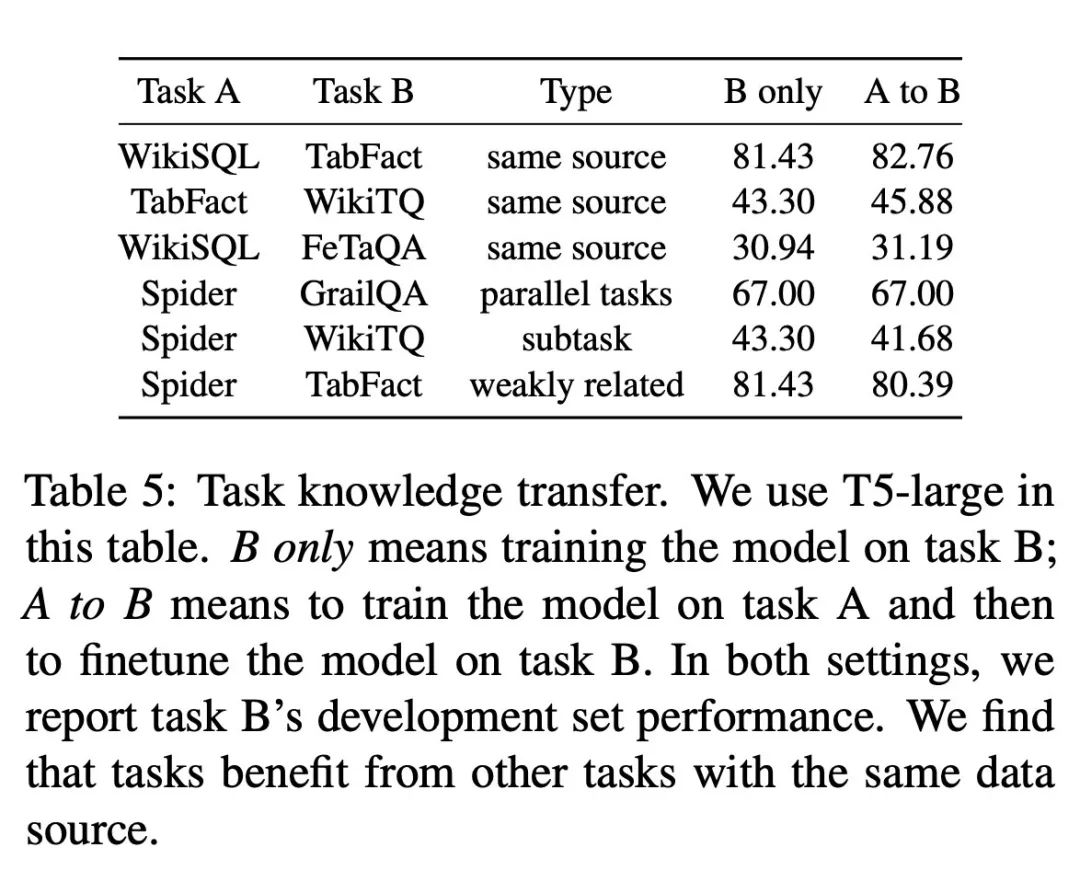 Task A Task B Type B only A to B
WikiSQL TabFact same source 81.43 82.76
TabFact WikiTQ same source 43.30 45.88
WikiSQL FeTaQA same source 30.94 31.19
Spider GrailQA parallel tasks 67.00 67.00
Spider WikiTQ subtask 43.30 41.68
Spider TabFact weakly related 81.43 80.39
Table 5: Task knowledge transfer. We use T5-large in
this table. B only means training the model on task B;
A to B means to train the model on task A and then
to finetune the model on task B. In both settings, we
report task B’s development set performance. We find
that tasks benefit from other tasks with the same data
source.